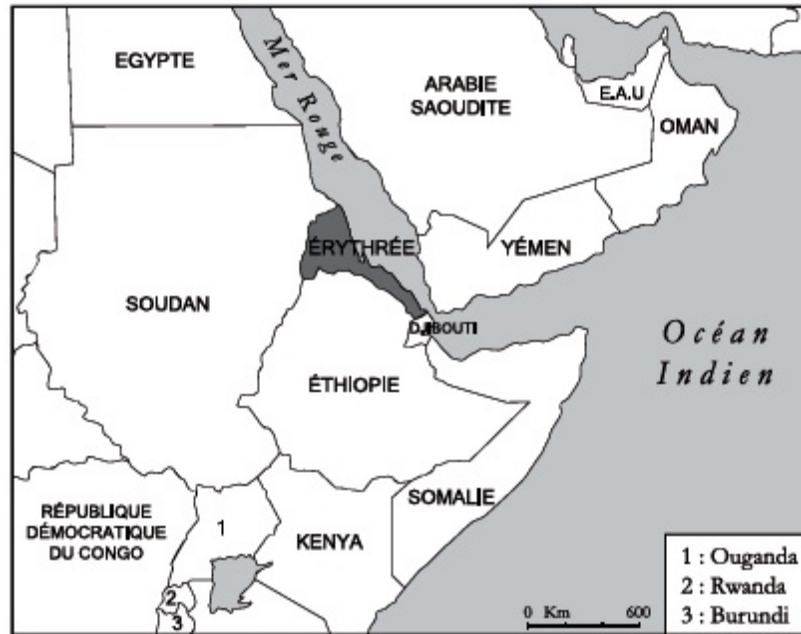 EGYPTE
Mer Rouge
ARABIE
SAOUDITE
E.A.U
OMAN
ÉRYTHRÉE
YÉMEN
SOUDAN
DJIBOUTI
Océan
Indien
ÉTHIOPIE
SOMALIE
RÉPUBLIQUE
DÉMOCRATIQUE
DU CONGO
1
KENYA
2
3
0 Km 600
1 : Ouganda
2 : Rwanda
3 : Burundi